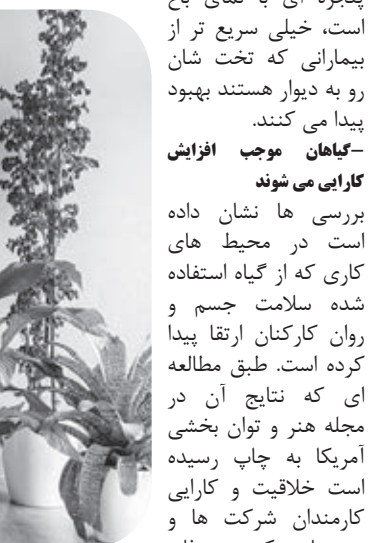 است، خیلی سریع تر از
بیمارانی که تخت شان
رو به دیوار هستند بهبود
پیدا می کنند.
-گیاهان موجب افزایش
کارایی می شوند
بررسی ها نشان داده
است در محیط های
کاری که از گیاه استفاده
شده سلامت جسم و
روان کارکنان ارتقا پیدا
کرده است. طبق مطالعه
ای که نتایج آن در
مجله هنر و توان بخشی
آمریکا به چاپ رسیده
است خلاقیت و کارایی
کارمندان شرکت ها و